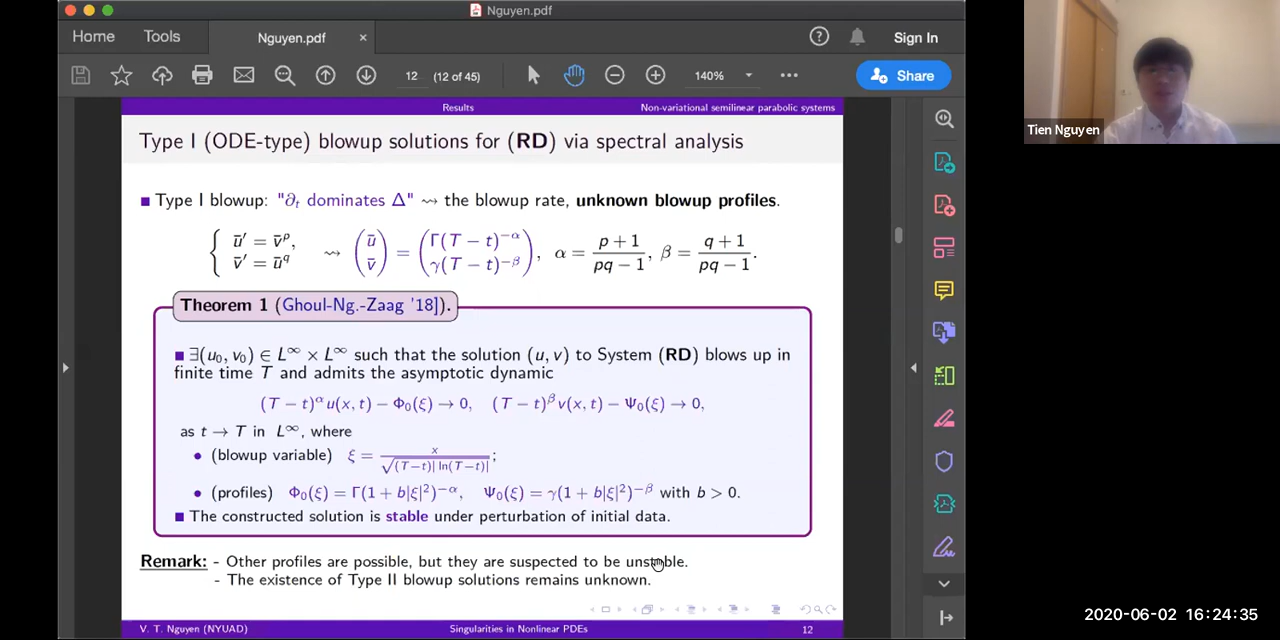 Nguyen.pdf
Home Tools Nguyen.pdf × Sign In
12 (12 of 45) 140% Share
Results Non-variational semilinear parabolic systems
Type I (ODE-type) blowup solutions for (RD) via spectral analysis
■ Type I blowup: "∂ₜ dominates Δ" ⇝ the blowup rate, unknown blowup profiles.
{ ū′ = v̄ᵖ, v̄′ = ū^q ⇝ (ū v̄) = (Γ(T − t)^{−α} γ(T − t)^{−β}), α = (p + 1)/(pq − 1), β = (q + 1)/(pq − 1).
Theorem 1 (Ghoul-Ng.-Zaag '18]).
■ ∃(u₀, v₀) ∈ L^∞ × L^∞ such that the solution (u, v) to System (RD) blows up in
finite time T and admits the asymptotic dynamic
(T − t)^α u(x, t) − Φ₀(ξ) → 0, (T − t)^β v(x, t) − Ψ₀(ξ) → 0,
as t → T in L^∞, where
• (blowup variable) ξ = x/√((T−t)| ln(T−t)|);
• (profiles) Φ₀(ξ) = Γ(1 + b|ξ|²)^{−α}, Ψ₀(ξ) = γ(1 + b|ξ|²)^{−β} with b > 0.
■ The constructed solution is stable under perturbation of initial data.
Remark: - Other profiles are possible, but they are suspected to be unstable.
- The existence of Type II blowup solutions remains unknown.
V. T. Nguyen (NYUAD) Singularities in Nonlinear PDEs 12
Tien Nguyen
2020-06-02 16:24:35